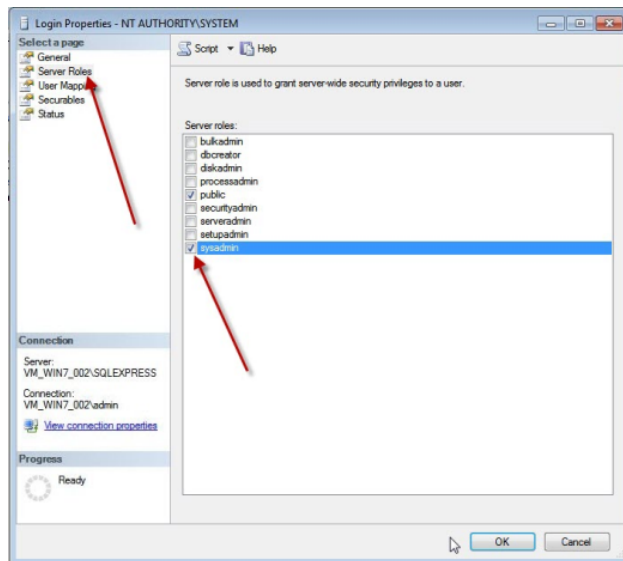 Login Properties - NT AUTHORITY\SYSTEM
Select a page
General
Server Roles
User Mapping
Securables
Status
Script
Help
Server role is used to grant server-wide security privileges to a user.
Server roles:
bulkadmin
dbcreator
diskadmin
processadmin
public
securityadmin
serveradmin
setupadmin
sysadmin
Connection
Server:
VM_WIN7_002\SQLEXPRESS
Connection:
VM_WIN7_002\admin
View connection properties
Progress
Ready
OK
Cancel